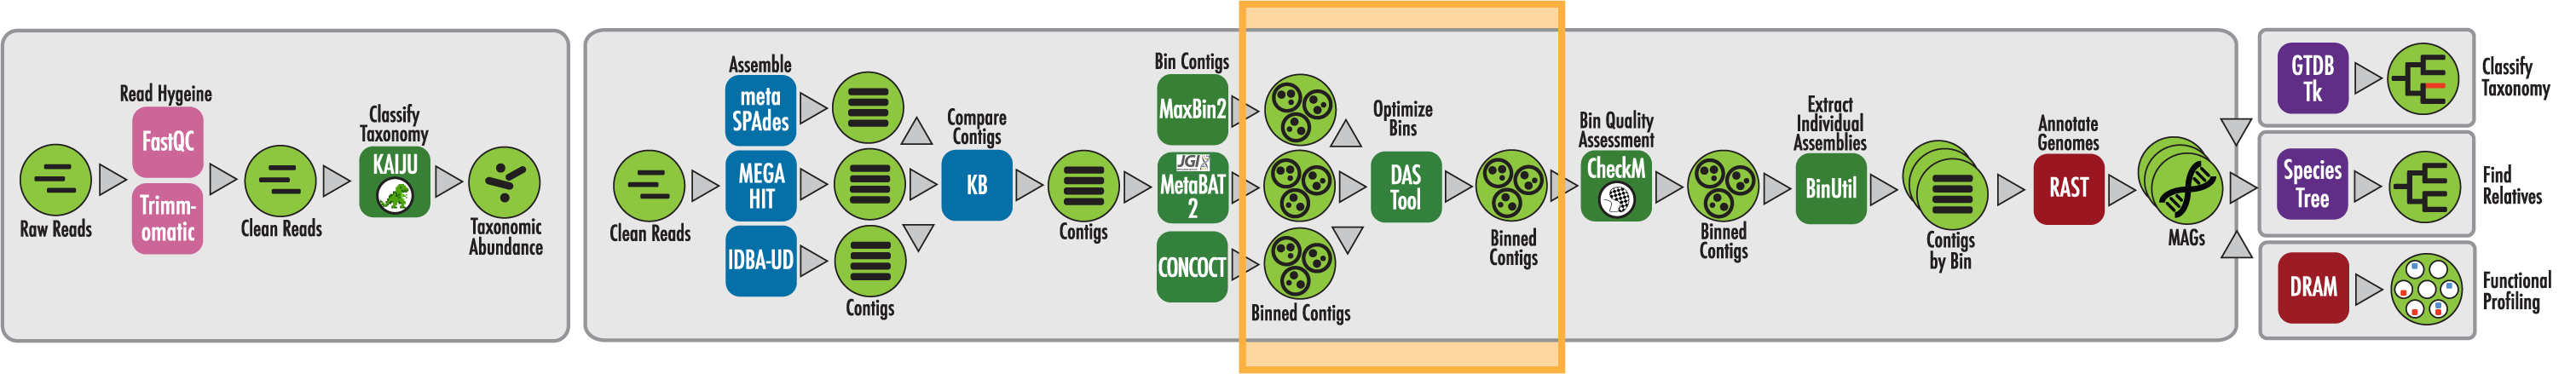 Read Hygeine
FastQC
Trimm-
omatic
Raw Reads
Clean Reads
Classify
Taxonomy
KAIJU
Taxonomic
Abundance
Clean Reads
Assemble
meta
SPAdes
MEGA
HIT
IDBA-UD
Contigs
Compare
Contigs
KB
Contigs
Bin Contigs
MaxBin2
JGI
MetaBAT
2
CONCOCT
Binned Contigs
Optimize
Bins
DAS
Tool
Binned
Contigs
Bin Quality
Assessment
CheckM
Binned
Contigs
Extract
Individual
Assemblies
BinUtil
Contigs
by Bin
Annotate
Genomes
RAST
MAGs
GTDB
Tk
Classify
Taxonomy
Species
Tree
Find
Relatives
DRAM
Functional
Profiling